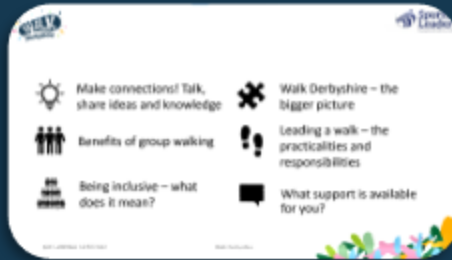 Make connections! Talk,
share ideas and knowledge
Benefits of group walking
Being inclusive – what
does it mean?
Walk Derbyshire – the
bigger picture
Leading a walk – the
practicalities and
responsibilities
What support is available
for you?